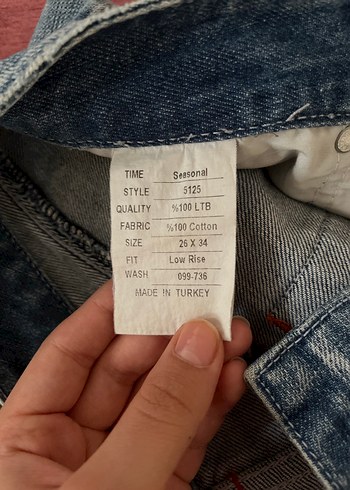 TIME Seasonal
STYLE 5125
QUALITY %100 LTB
FABRIC %100 Cotton
SIZE 26 X 34
FIT Low Rise
WASH 099-736
MADE IN TURKEY